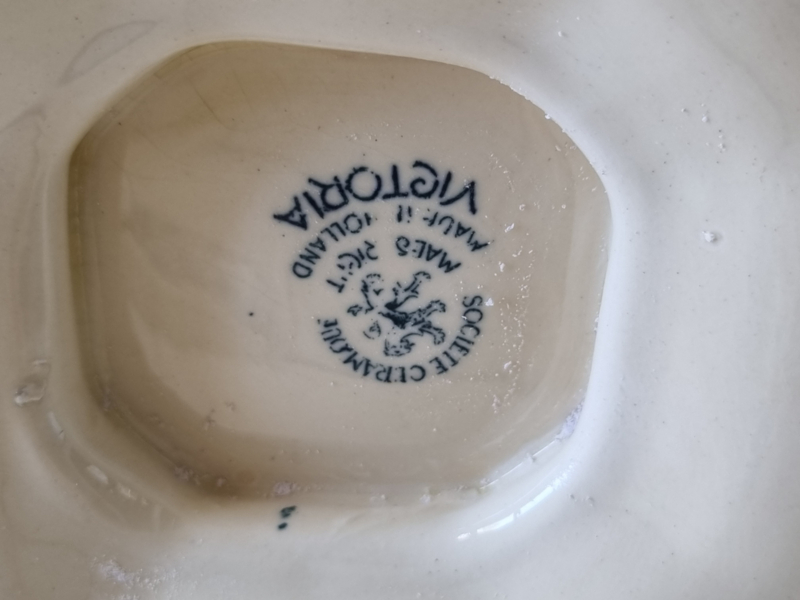 SOCIETE CERAMIQUE
MAESTRICHT
MADE IN HOLLAND
VICTORIA